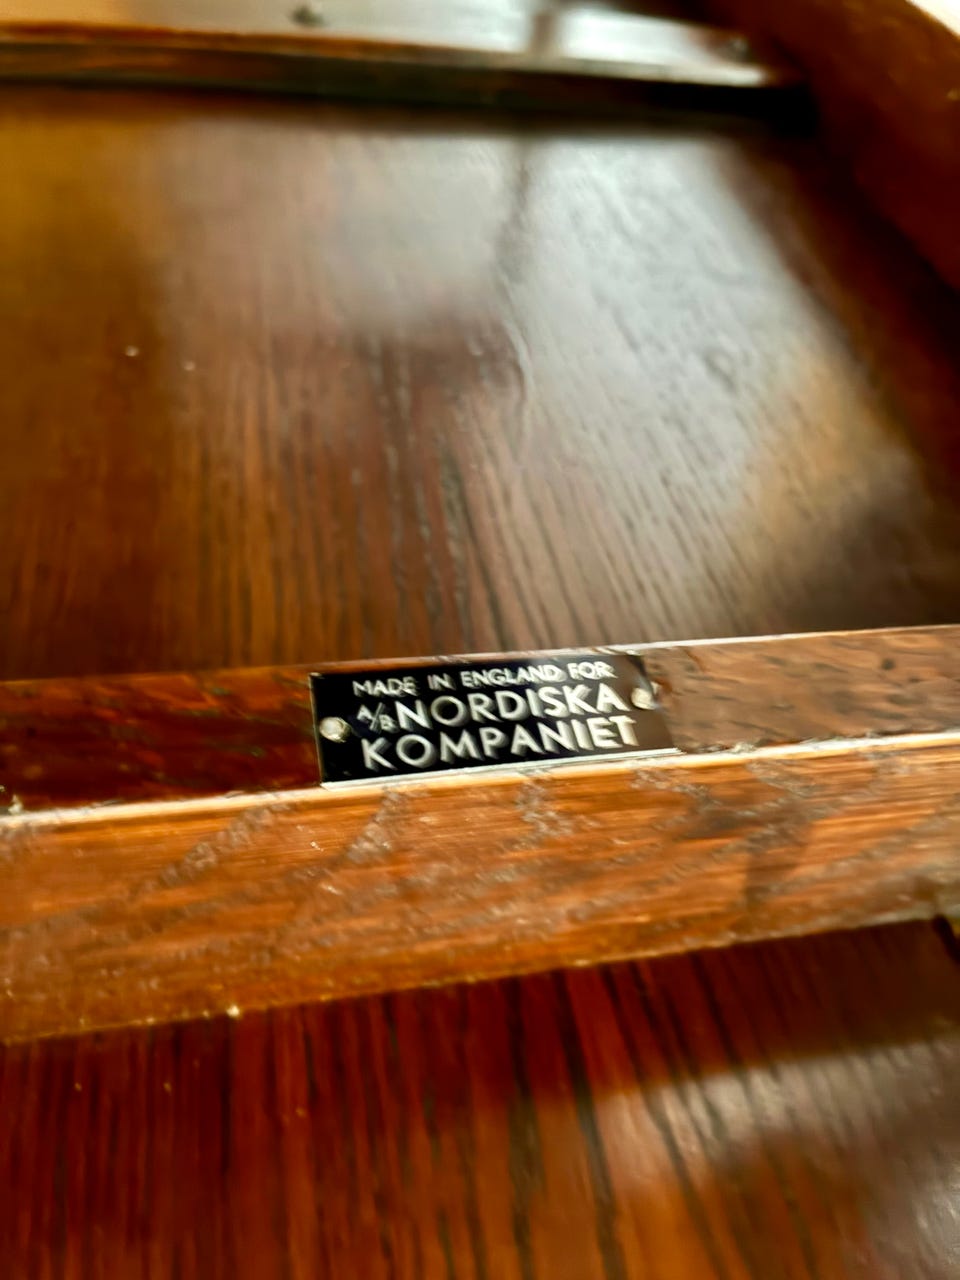 MADE IN ENGLAND FOR
A/B NORDISKA
KOMPANIET